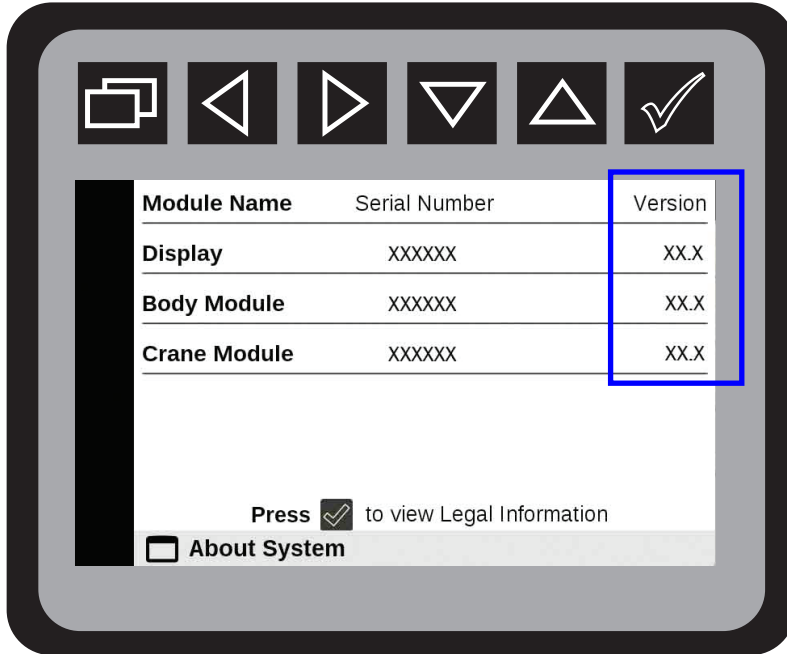 Module Name Serial Number Version
Display XXXXXX XX.X
Body Module XXXXXX XX.X
Crane Module XXXXXX XX.X
Press to view Legal Information
About System